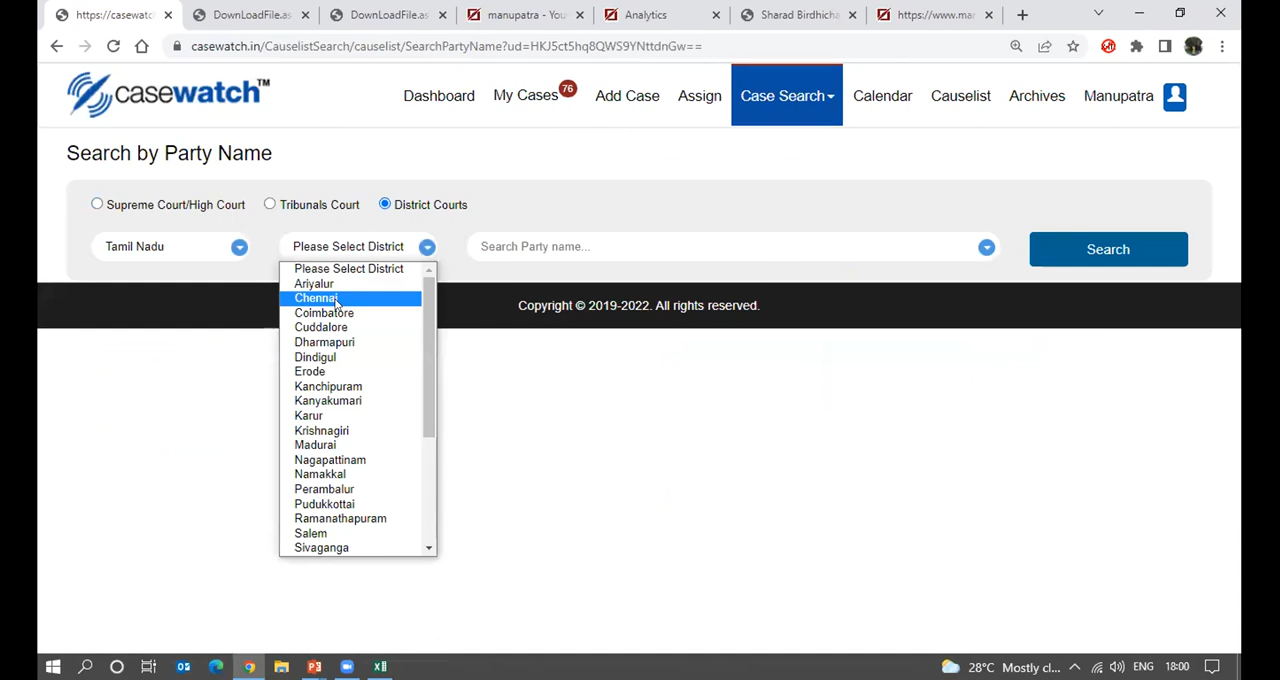 https://casewatc
DownLoadFile.as
DownLoadFile.as
manupatra - You
Analytics
Sharad Birdhicha
https://www.mar
casewatch.in/CauselistSearch/causelist/SearchPartyName?ud=HKJ5ct5hq8QWS9YNttdnGw==
casewatch™
Dashboard
My Cases 76
Add Case
Assign
Case Search
Calendar
Causelist
Archives
Manupatra
Search by Party Name
Supreme Court/High Court
Tribunals Court
District Courts
Tamil Nadu
Please Select District
Search Party name...
Search
Please Select District
Ariyalur
Chennai
Coimbatore
Cuddalore
Dharmapuri
Dindigul
Erode
Kanchipuram
Kanyakumari
Karur
Krishnagiri
Madurai
Nagapattinam
Namakkal
Perambalur
Pudukkottai
Ramanathapuram
Salem
Sivaganga
Copyright © 2019-2022. All rights reserved.
28°C Mostly cl...
ENG
18:00